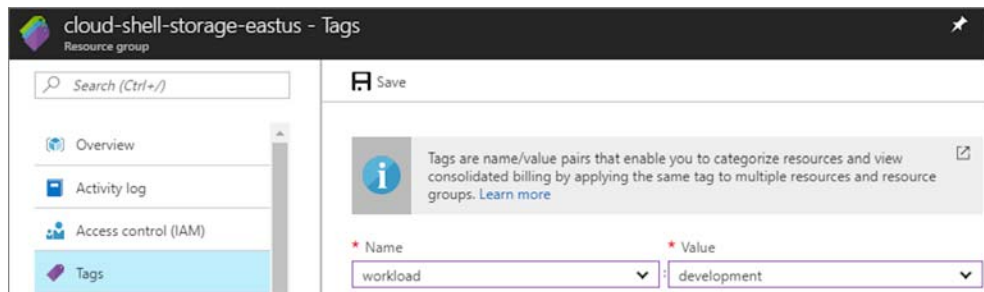 cloud-shell-storage-eastus - Tags
Resource group
Search (Ctrl+/)
Overview
Activity log
Access control (IAM)
Tags
Save
Tags are name/value pairs that enable you to categorize resources and view
consolidated billing by applying the same tag to multiple resources and resource
groups. Learn more
* Name
* Value
workload : development